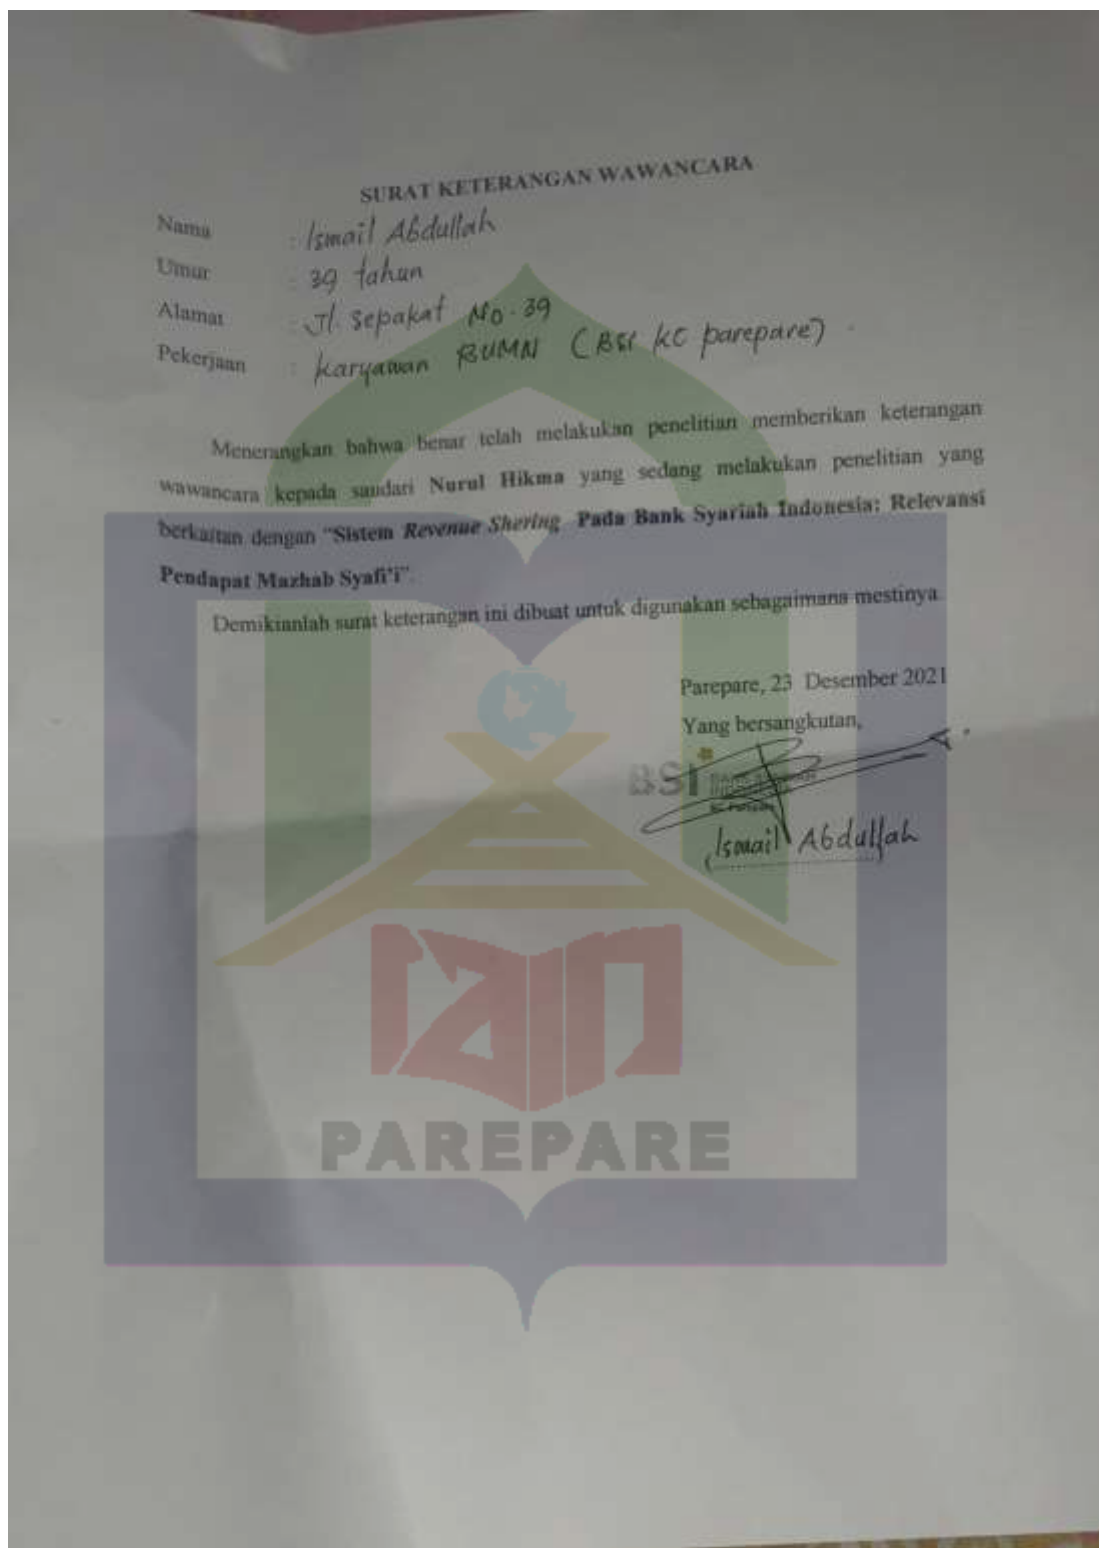 SURAT KETERANGAN WAWANCARA
Nama : Ismail Abdullah
Umur : 39 tahun
Alamat : Jl. Sepakat No. 39
Pekerjaan : Karyawan BUMN (BSI KC parepare)
Menerangkan bahwa benar telah melakukan penelitian memberikan keterangan
wawancara kepada saudari Nurul Hikma yang sedang melakukan penelitian yang
berkaitan dengan "Sistem Revenue Shering Pada Bank Syariah Indonesia: Relevansi
Pendapat Mazhab Syafi'i".
Demikianlah surat keterangan ini dibuat untuk digunakan sebagaimana mestinya.
Parepare, 23 Desember 2021
Yang bersangkutan,
BSI
Ismail Abdullah
iain
PAREPARE